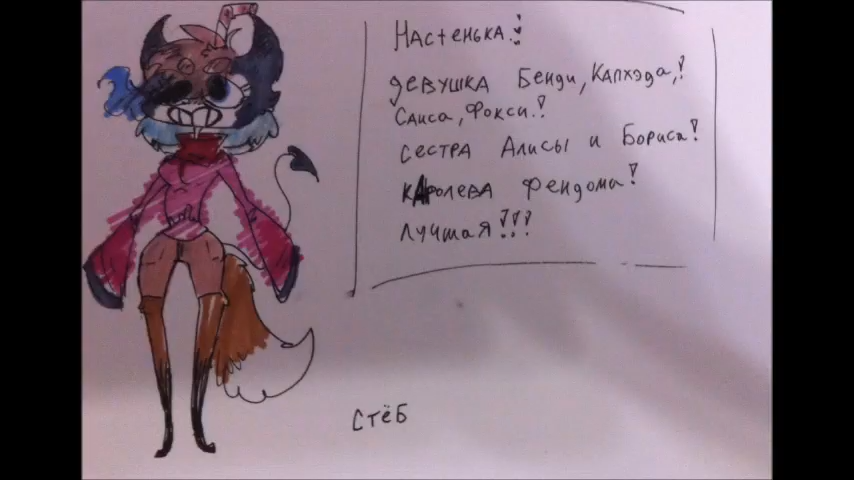 Настенька!
девушка Бенди, Капхэда,!
Санса, Фокси!
сестра Алисы и Бориса!
кАролева фендома!
лучшая!!!
стёб